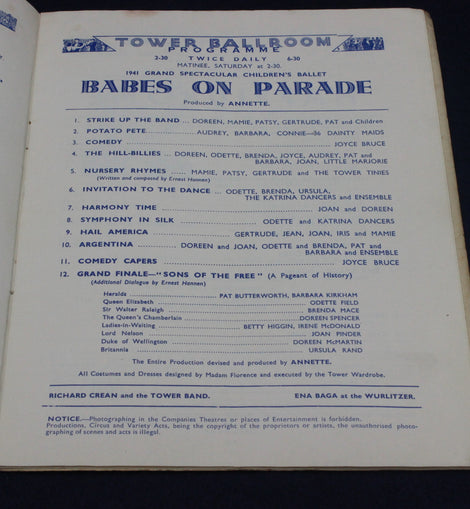 TOWER BALLROOM
PROGRAMME
2-30 TWICE DAILY 6-30
MATINEE, SATURDAY at 2-30.
1941 GRAND SPECTACULAR CHILDREN'S BALLET
BABES ON PARADE
Produced by ANNETTE.
1. STRIKE UP THE BAND ... DOREEN, MAMIE, PATSY, GERTRUDE, PAT and Children
2. POTATO PETE ... AUDREY, BARBARA, CONNIE—36 DAINTY MAIDS
3. COMEDY ... JOYCE BRUCE
4. THE HILL-BILLIES ... DOREEN, ODETTE, BRENDA, JOYCE, AUDREY, PAT and
BARBARA, JOAN, LITTLE MARJORIE
5. NURSERY RHYMES ...... MAMIE, PATSY, GERTRUDE and THE TOWER TINIES
(Written and composed by Ernest Hannen)
6. INVITATION TO THE DANCE ... ODETTE, BRENDA, URSULA,
THE KATRINA DANCERS and ENSEMBLE
7. HARMONY TIME ... JOAN and DOREEN
8. SYMPHONY IN SILK ... ODETTE and KATRINA DANCERS
9. HAIL AMERICA ... GERTRUDE, JEAN, JOAN, IRIS and MAMIE
10. ARGENTINA ... DOREEN and JOAN, ODETTE and BRENDA, PAT and
BARBARA and ENSEMBLE
11. COMEDY CAPERS ... JOYCE BRUCE
12. GRAND FINALE—"SONS OF THE FREE" (A Pageant of History)
(Additional Dialogue by Ernest Hannen)
Heralds ... PAT BUTTERWORTH, BARBARA KIRKHAM
Queen Elizabeth ... ODETTE FIELD
Sir Walter Raleigh ... BRENDA MACE
The Queen's Chamberlain ... DOREEN SPENCER
Ladies-in-Waiting ... BETTY HIGGIN, IRENE McDONALD
Lord Nelson ... JOAN PINDER
Duke of Wellington ... DOREEN McMARTIN
Britannia ... URSULA RAND
The Entire Production devised and produced by ANNETTE.
All Costumes and Dresses designed by Madam Florence and executed by the Tower Wardrobe.
RICHARD CREAN and the TOWER BAND. ENA BAGA at the WURLITZER.
NOTICE.—Photographing in the Companies Theatres or places of Entertainment is forbidden.
Productions, Circus and Variety Acts, being the copyright of the proprietors or artists, the unauthorised photo-
graphing of scenes and acts is illegal.